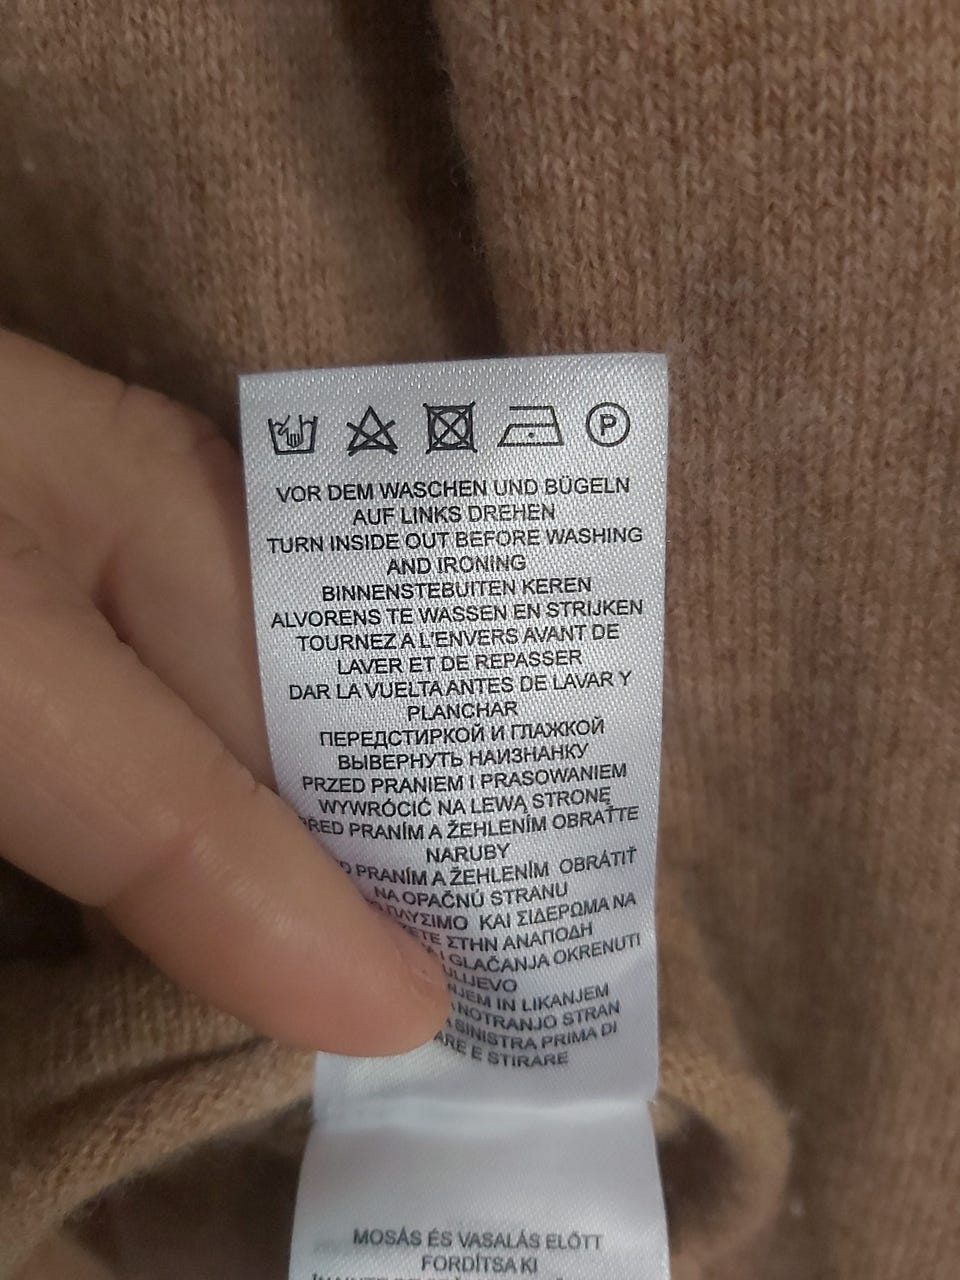 P
VOR DEM WASCHEN UND BÜGELN
AUF LINKS DREHEN
TURN INSIDE OUT BEFORE WASHING
AND IRONING
BINNENSTEBUITEN KEREN
ALVORENS TE WASSEN EN STRIJKEN
TOURNEZ A L'ENVERS AVANT DE
LAVER ET DE REPASSER
DAR LA VUELTA ANTES DE LAVAR Y
PLANCHAR
ПЕРЕДСТИРКОЙ И ГЛАЖКОЙ
ВЫВЕРНУТЬ НАИЗНАНКУ
PRZED PRANIEM I PRASOWANIEM
WYWRÓCIĆ NA LEWĄ STRONĘ
PRANÍM A ŽEHLENÍM OBRAŤTE
NARUBY
PRANÍM A ŽEHLENÍM OBRÁTIŤ
NA OPAČNÚ STRANU
ΚΑΙ ΣΙΔΕΡΩΜΑ ΝΑ
ΣΤΗΝ ΑΝΑΠΟΔΗ
I GLAČANJA OKRENUTI
IN LIKANJEM
NOTRANJO STRAN
SINISTRA PRIMA DI
E STIRARE
MOSÁS ÉS VASALÁS ELŐTT
FORDÍTSA KI